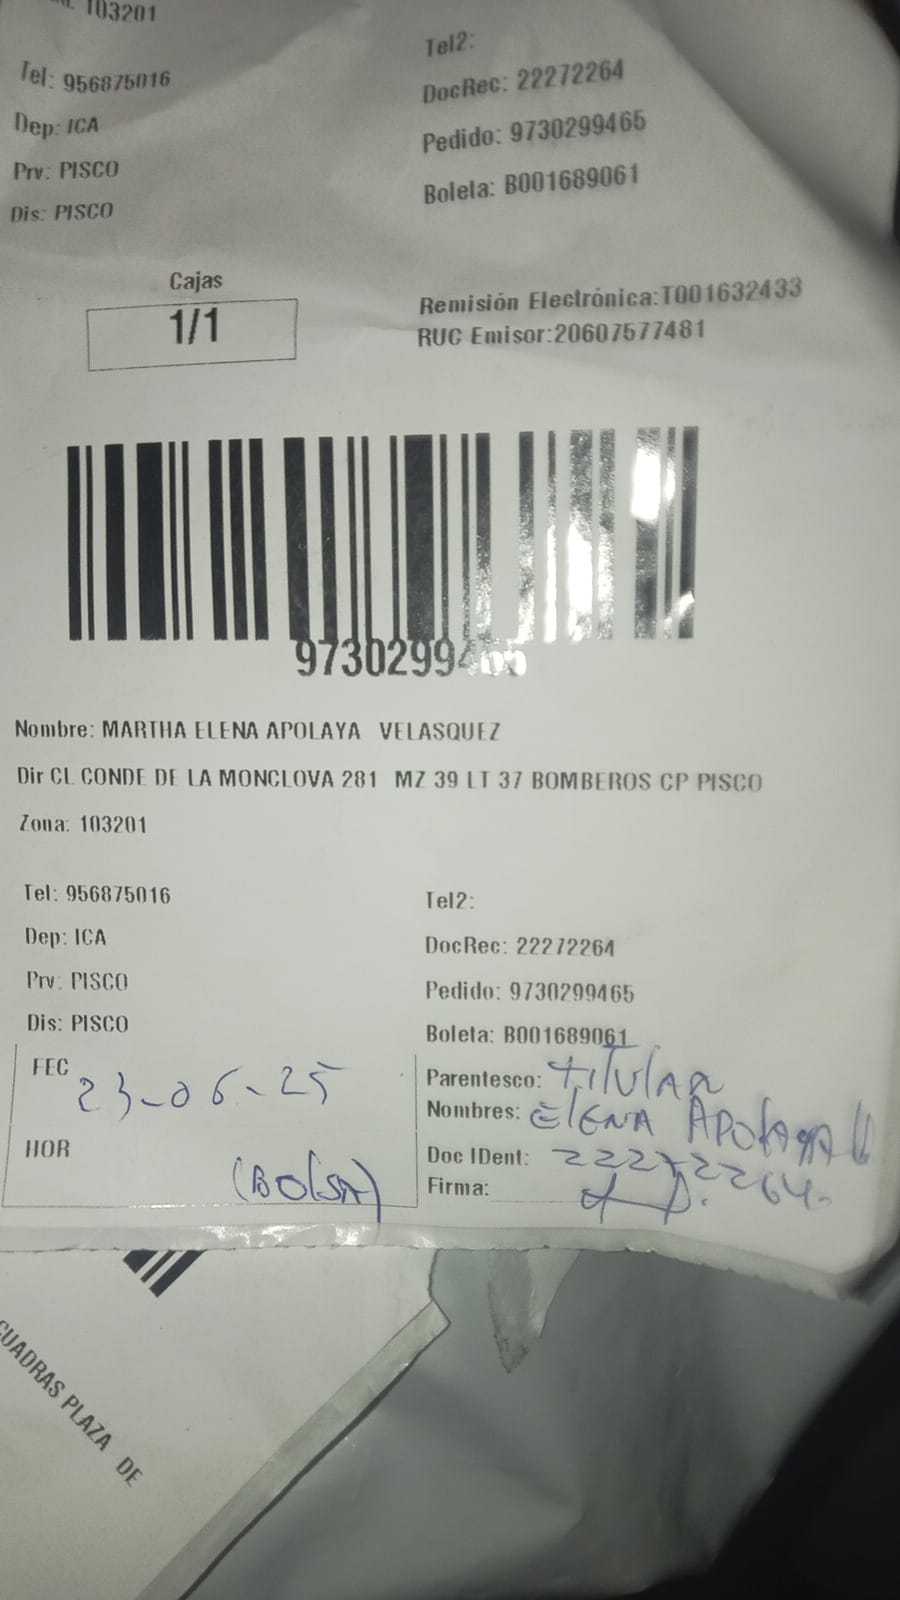 103201
Tel: 956875016
Tel2:
Dep: ICA
DocRec: 22272264
Prv: PISCO
Pedido: 9730299465
Dis: PISCO
Boleta: B001689061
Cajas
1/1
Remisión Electrónica:T001632433
RUC Emisor:20607577481
9730299465
Nombre: MARTHA ELENA APOLAYA VELASQUEZ
Dir CL CONDE DE LA MONCLOVA 281 MZ 39 LT 37 BOMBEROS CP PISCO
Zona: 103201
Tel: 956875016
Tel2:
Dep: ICA
DocRec: 22272264
Prv: PISCO
Pedido: 9730299465
Dis: PISCO
Boleta: B001689061
FEC 23-06-25
Parentesco: TITULAR
Nombres: ElENA APOlAYA
HOR
Doc IDent: 22272264.
(BOlSA)
Firma:
CUADRAS PLAZA DE